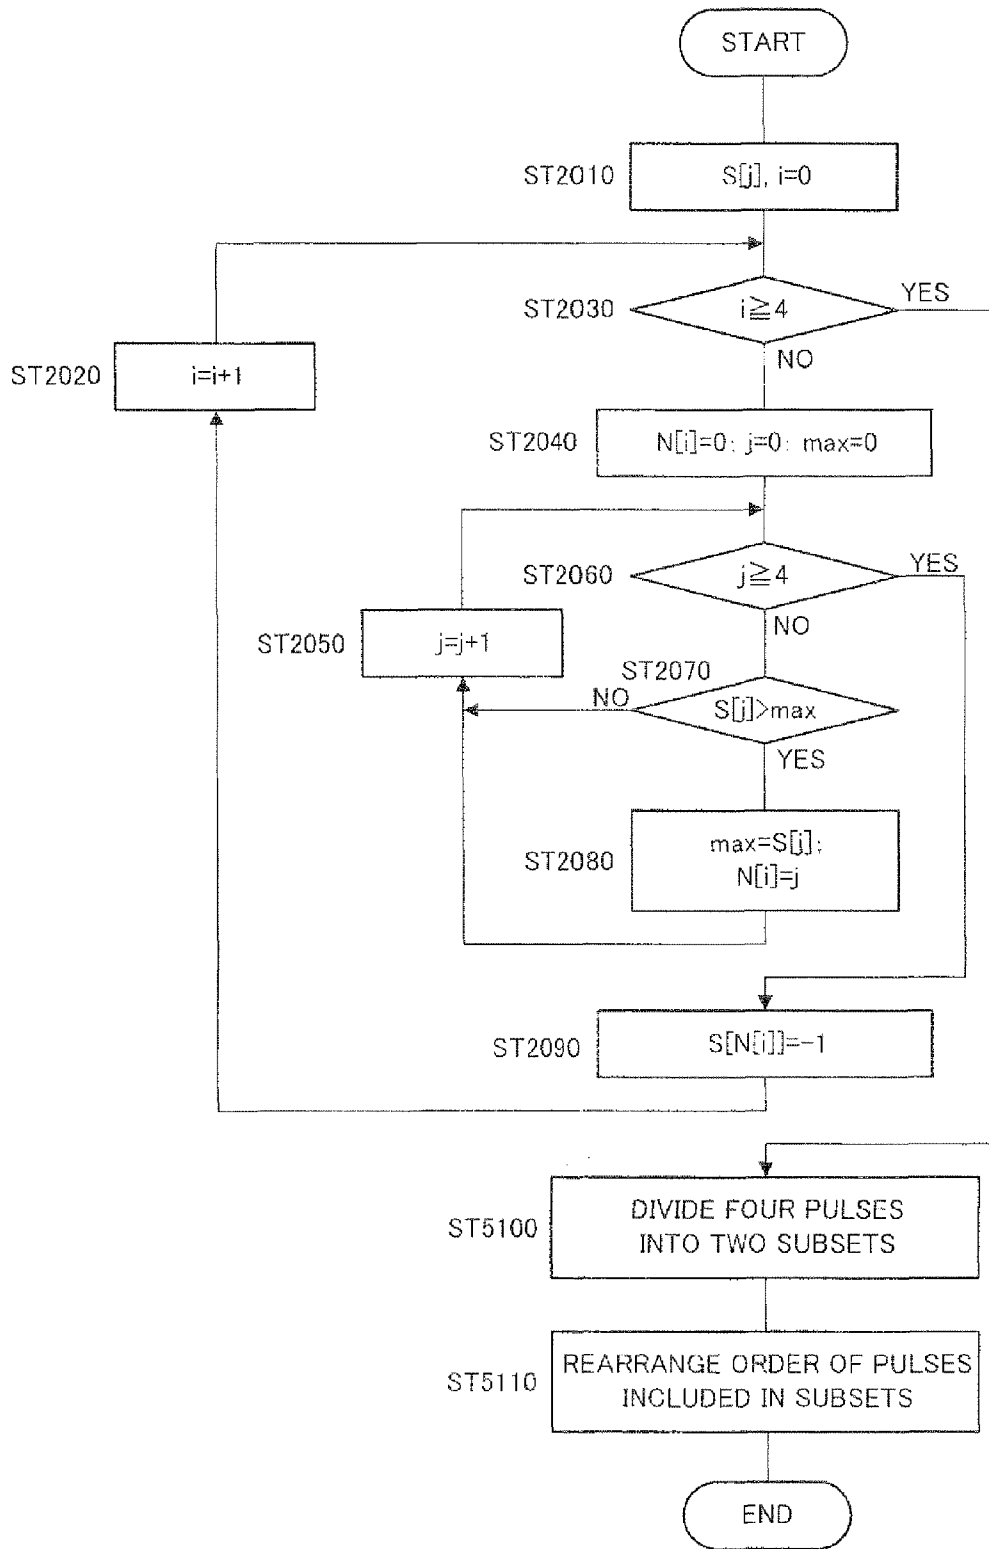 START
ST2010
S[j], i=0
ST2030
i≧4
YES
NO
ST2020
i=i+1
ST2040
N[i]=0; j=0; max=0
ST2060
j≧4
YES
NO
ST2050
j=j+1
ST2070
NO
S[j]>max
YES
ST2080
max=S[j];
N[i]=j
ST2090
S[N[i]]=-1
ST5100
DIVIDE FOUR PULSES
INTO TWO SUBSETS
ST5110
REARRANGE ORDER OF PULSES
INCLUDED IN SUBSETS
END